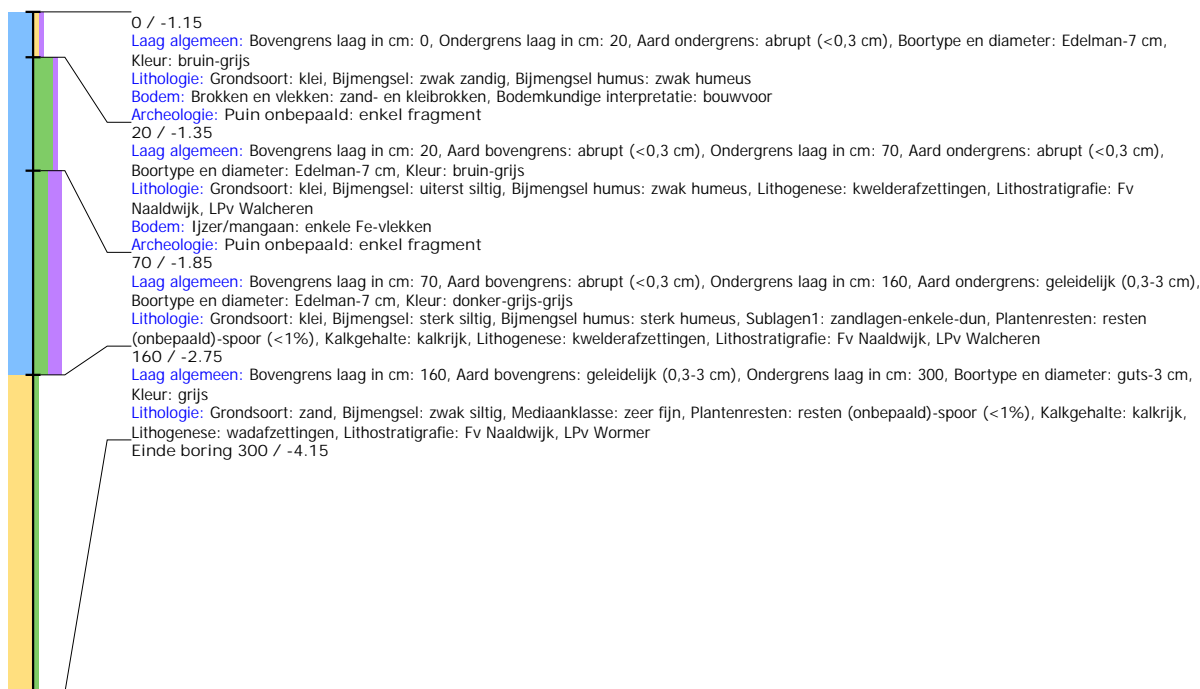 0 / -1.15
Laag algemeen: Bovengrens laag in cm: 0, Ondergrens laag in cm: 20, Aard ondergrens: abrupt (<0,3 cm), Boortype en diameter: Edelman-7 cm,
Kleur: bruin-grijs
Lithologie: Grondsoort: klei, Bijmengsel: zwak zandig, Bijmengsel humus: zwak humeus
Bodem: Brokken en vlekken: zand- en kleibrokken, Bodemkundige interpretatie: bouwvoor
Archeologie: Puin onbepaald: enkel fragment
20 / -1.35
Laag algemeen: Bovengrens laag in cm: 20, Aard bovengrens: abrupt (<0,3 cm), Ondergrens laag in cm: 70, Aard ondergrens: abrupt (<0,3 cm),
Boortype en diameter: Edelman-7 cm, Kleur: bruin-grijs
Lithologie: Grondsoort: klei, Bijmengsel: uiterst siltig, Bijmengsel humus: zwak humeus, Lithogenese: kwelderafzettingen, Lithostratigrafie: Fv
Naaldwijk, LPv Walcheren
Bodem: Ijzer/mangaan: enkele Fe-vlekken
Archeologie: Puin onbepaald: enkel fragment
70 / -1.85
Laag algemeen: Bovengrens laag in cm: 70, Aard bovengrens: abrupt (<0,3 cm), Ondergrens laag in cm: 160, Aard ondergrens: geleidelijk (0,3-3 cm),
Boortype en diameter: Edelman-7 cm, Kleur: donker-grijs-grijs
Lithologie: Grondsoort: klei, Bijmengsel: sterk siltig, Bijmengsel humus: sterk humeus, Sublagen1: zandlagen-enkele-dun, Plantenresten: resten
(onbepaald)-spoor (<1%), Kalkgehalte: kalkrijk, Lithogenese: kwelderafzettingen, Lithostratigrafie: Fv Naaldwijk, LPv Walcheren
160 / -2.75
Laag algemeen: Bovengrens laag in cm: 160, Aard bovengrens: geleidelijk (0,3-3 cm), Ondergrens laag in cm: 300, Boortype en diameter: guts-3 cm,
Kleur: grijs
Lithologie: Grondsoort: zand, Bijmengsel: zwak siltig, Mediaanklasse: zeer fijn, Plantenresten: resten (onbepaald)-spoor (<1%), Kalkgehalte: kalkrijk,
Lithogenese: wadafzettingen, Lithostratigrafie: Fv Naaldwijk, LPv Wormer
Einde boring 300 / -4.15